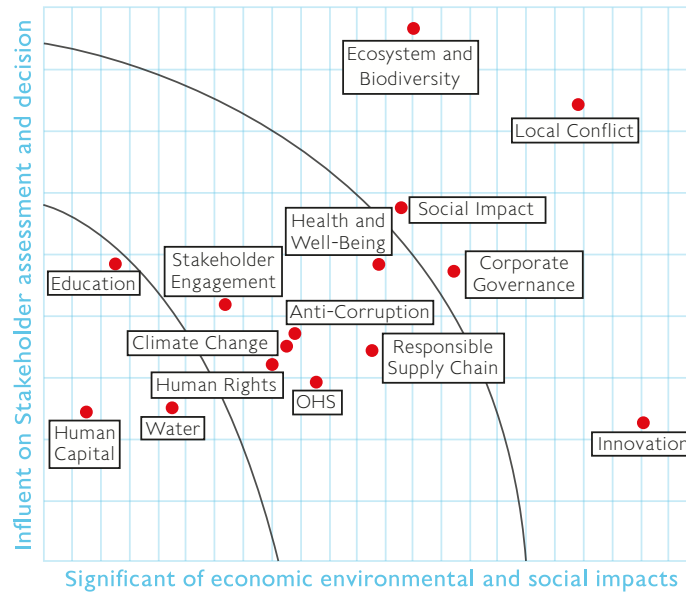 Influent on Stakeholder assessment and decision
Ecosystem and
Biodiversity
Local Conflict
Social Impact
Health and
Well-Being
Corporate
Governance
Education
Stakeholder
Engagement
Anti-Corruption
Climate Change
Responsible
Supply Chain
Human Rights
OHS
Human
Capital
Water
Innovation
Significant of economic environmental and social impacts